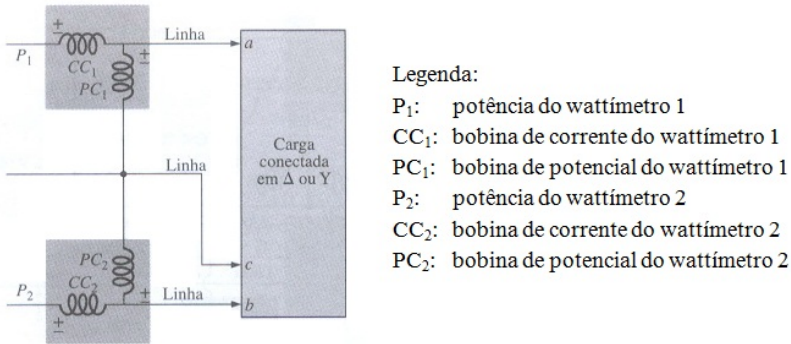 ± Linha
P₁ CC₁ ± a
PC₁
Carga
conectada
em Δ ou Y
Linha
PC₂ c
CC₂
P₂ ± Linha b
±
Legenda:
P₁: potência do wattímetro 1
CC₁: bobina de corrente do wattímetro 1
PC₁: bobina de potencial do wattímetro 1
P₂: potência do wattímetro 2
CC₂: bobina de corrente do wattímetro 2
PC₂: bobina de potencial do wattímetro 2